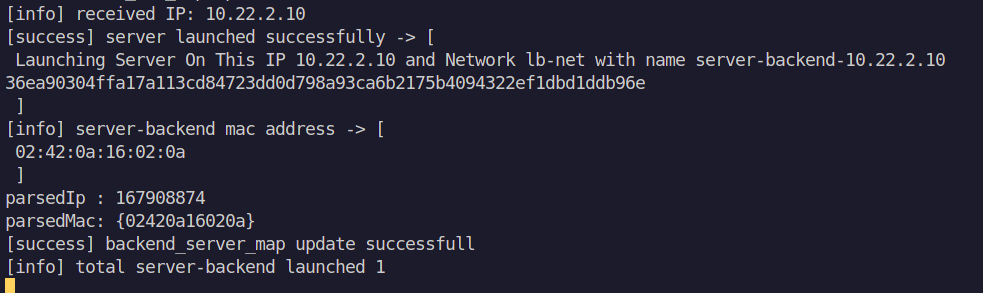 [info] received IP: 10.22.2.10
[success] server launched successfully -> [
Launching Server On This IP 10.22.2.10 and Network lb-net with name server-backend-10.22.2.10
36ea90304ffa17a113cd84723dd0d798a93ca6b2175b4094322ef1dbd1ddb96e
]
[info] server-backend mac address -> [
02:42:0a:16:02:0a
]
parsedIp : 167908874
parsedMac: {02420a16020a}
[success] backend_server_map update successfull
[info] total server-backend launched 1